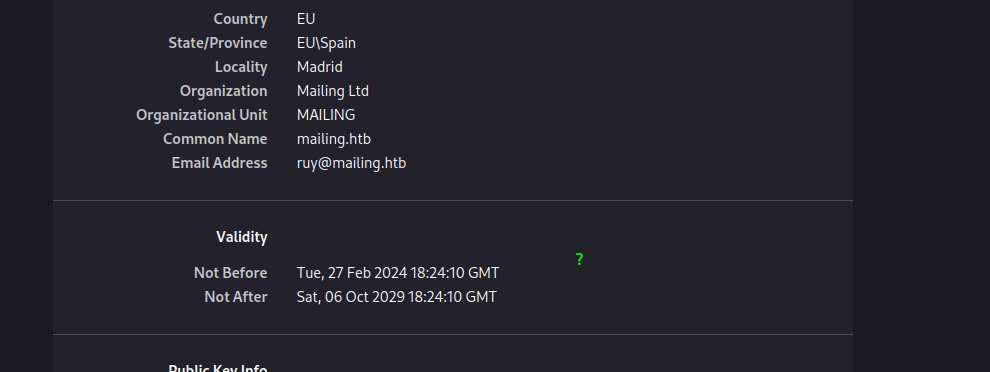 Country EU
State/Province EU\Spain
Locality Madrid
Organization Mailing Ltd
Organizational Unit MAILING
Common Name mailing.htb
Email Address ruy@mailing.htb
Validity
?
Not Before Tue, 27 Feb 2024 18:24:10 GMT
Not After Sat, 06 Oct 2029 18:24:10 GMT
Public Key Info